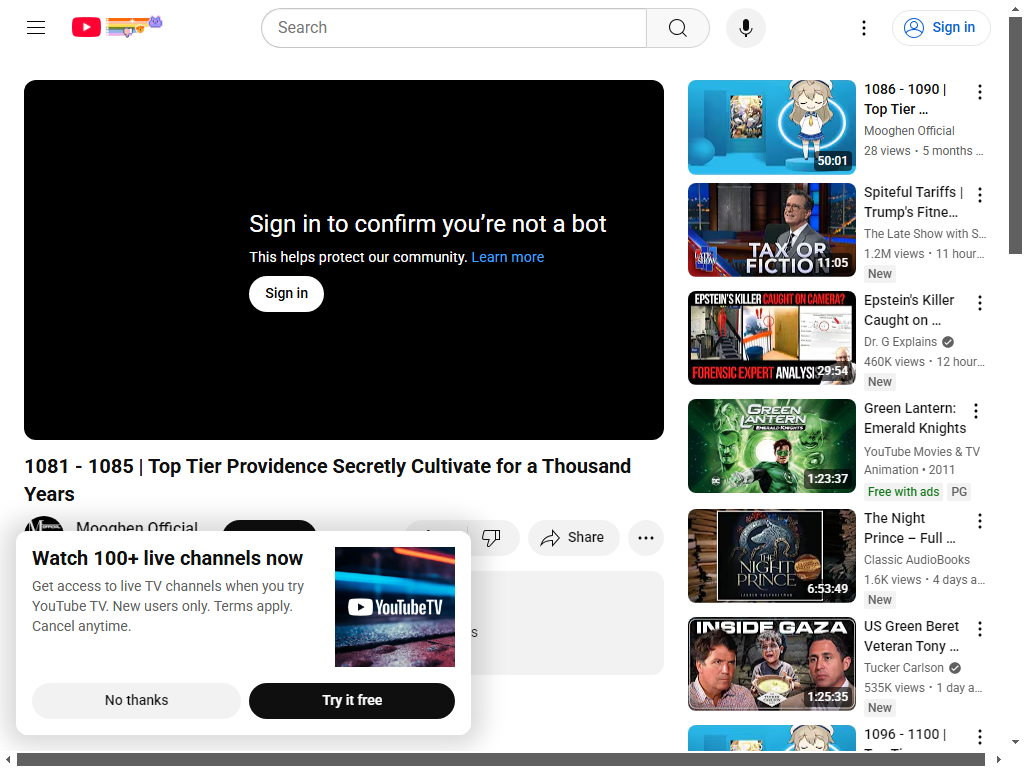 Search
Sign in
Sign in to confirm you’re not a bot
This helps protect our community. Learn more
Sign in
1081 - 1085 | Top Tier Providence Secretly Cultivate for a Thousand
Years
Mooghen Official
Share
Watch 100+ live channels now
Get access to live TV channels when you try
YouTube TV. New users only. Terms apply.
Cancel anytime.
YouTubeTV
No thanks
Try it free
50:01
1086 - 1090 |
Top Tier ...
Mooghen Official
28 views • 5 months ...
LATE SHOW
TAX OR
FICTION
11:05
Spiteful Tariffs |
Trump's Fitne...
The Late Show with S...
1.2M views • 11 hour...
New
EPSTEIN'S KILLER CAUGHT ON CAMERA?
FORENSIC EXPERT ANALYSI
29:54
Epstein's Killer
Caught on ...
Dr. G Explains
460K views • 12 hour...
New
GREEN
LANTERN
EMERALD KNIGHTS
DC
1:23:37
Green Lantern:
Emerald Knights
YouTube Movies & TV
Animation • 2011
Free with ads PG
THE
NIGHT
PRINCE
6:53:49
The Night
Prince – Full ...
Classic AudioBooks
1.6K views • 4 days a...
New
INSIDE GAZA
1:25:35
US Green Beret
Veteran Tony ...
Tucker Carlson
535K views • 1 day a...
New
1096 - 1100 |